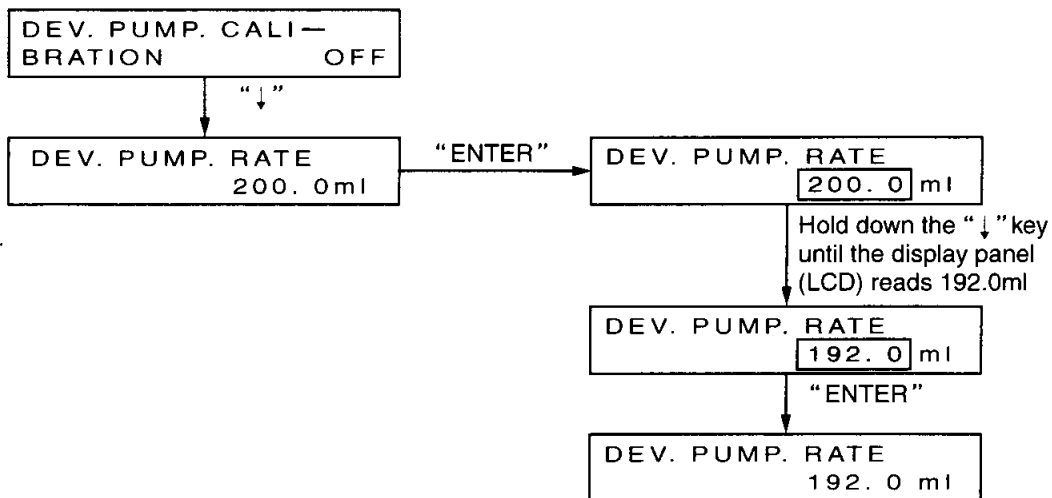 DEV. PUMP. CALI—
BRATION OFF
“↓”
DEV. PUMP. RATE
200. 0ml
“ENTER”
DEV. PUMP. RATE
200. 0 ml
Hold down the “↓” key
until the display panel
(LCD) reads 192.0ml
DEV. PUMP. RATE
192. 0 ml
“ENTER”
DEV. PUMP. RATE
192. 0 ml